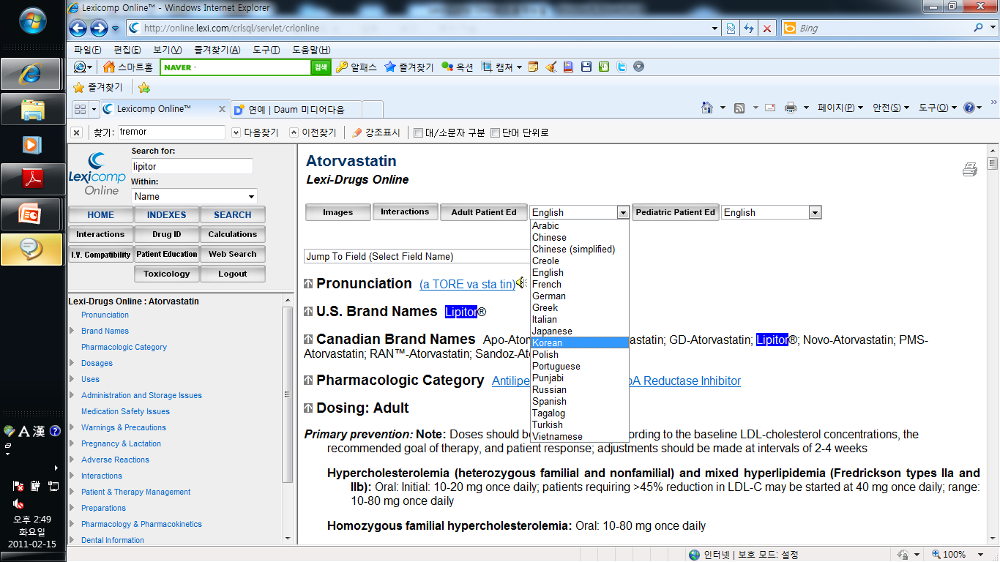 Lexicomp Online™ - Windows Internet Explorer
http://online.lexi.com/crlsql/servlet/crlonline
Bing
파일(F) 편집(E) 보기(V) 즐겨찾기(A) 도구(T) 도움말(H)
스마트홈 NAVER 검색 알패스 즐겨찾기 옥션 캡쳐
즐겨찾기
Lexicomp Online™ 연예 | Daum 미디어다음
페이지(P) 안전(S) 도구(O)
찾기: tremor 다음찾기 이전찾기 강조표시 대/소문자 구분 단어 단위로
Lexicomp
Online
Search for:
lipitor
Within:
Name
HOME INDEXES SEARCH
Interactions Drug ID Calculations
I.V. Compatibility Patient Education Web Search
Toxicology Logout
Lexi-Drugs Online : Atorvastatin
Pronunciation
Brand Names
Pharmacologic Category
Dosages
Uses
Administration and Storage Issues
Medication Safety Issues
Warnings & Precautions
Pregnancy & Lactation
Adverse Reactions
Interactions
Patient & Therapy Management
Preparations
Pharmacology & Pharmacokinetics
Dental Information
Atorvastatin
Lexi-Drugs Online
Images Interactions Adult Patient Ed English Pediatric Patient Ed English
Arabic
Chinese
Chinese (simplified)
Creole
English
French
German
Greek
Italian
Japanese
Korean
Polish
Portuguese
Punjabi
Russian
Spanish
Tagalog
Turkish
Vietnamese
Jump To Field (Select Field Name)
Pronunciation (a TORE va sta tin)
U.S. Brand Names Lipitor®
Canadian Brand Names Apo-Ator vastatin; GD-Atorvastatin; Lipitor®; Novo-Atorvastatin; PMS-
Atorvastatin; RAN™-Atorvastatin; Sandoz-Ato
Pharmacologic Category Antilipe oA Reductase Inhibitor
Dosing: Adult
Primary prevention: Note: Doses should be ording to the baseline LDL-cholesterol concentrations, the
recommended goal of therapy, and patient response; adjustments should be made at intervals of 2-4 weeks
Hypercholesterolemia (heterozygous familial and nonfamilial) and mixed hyperlipidemia (Fredrickson types IIa and
IIb): Oral: Initial: 10-20 mg once daily; patients requiring >45% reduction in LDL-C may be started at 40 mg once daily; range:
10-80 mg once daily
Homozygous familial hypercholesterolemia: Oral: 10-80 mg once daily
A 漢
오후 2:49
화요일
2011-02-15
인터넷 | 보호 모드: 설정
100%